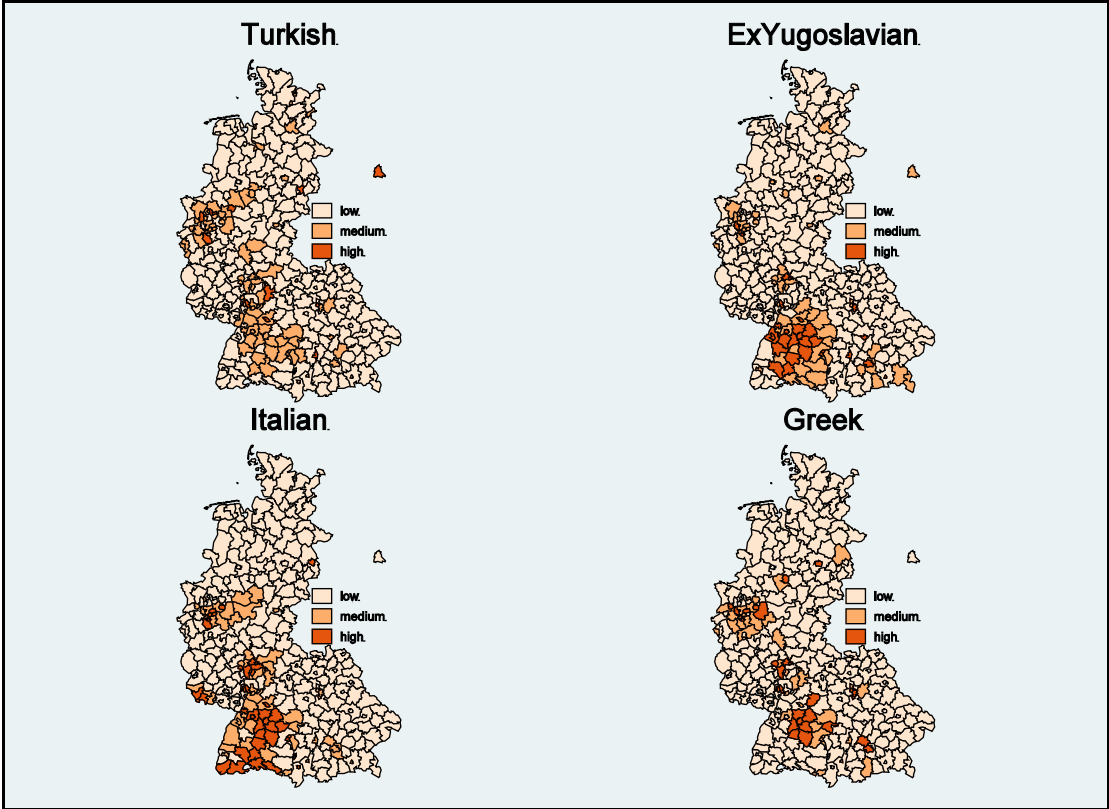 Turkish.
ExYugoslavian.
low.
medium.
high.
low.
medium.
high.
Italian.
Greek.
low.
medium.
high.
low.
medium.
high.